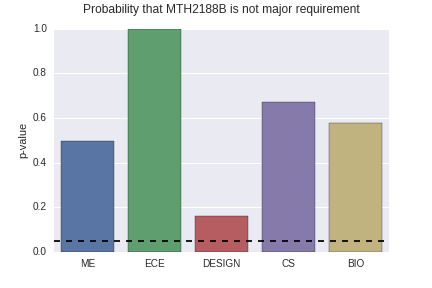 Probability that MTH2188B is not major requirement
1.0
0.8
0.6
0.4
0.2
0.0
p-value
ME ECE DESIGN CS BIO